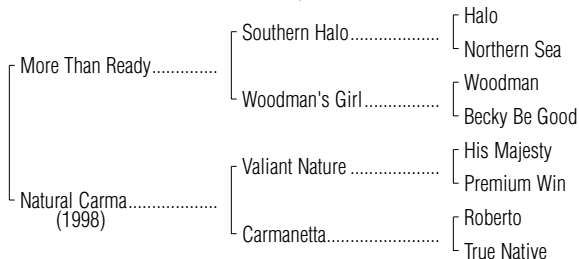 Halo
Southern Halo..................
Northern Sea
More Than Ready.............
Woodman
Woodman's Girl...............
Becky Be Good
His Majesty
Valiant Nature ..................
Premium Win
Natural Carma..................
(1998)
Roberto
Carmanetta.......................
True Native